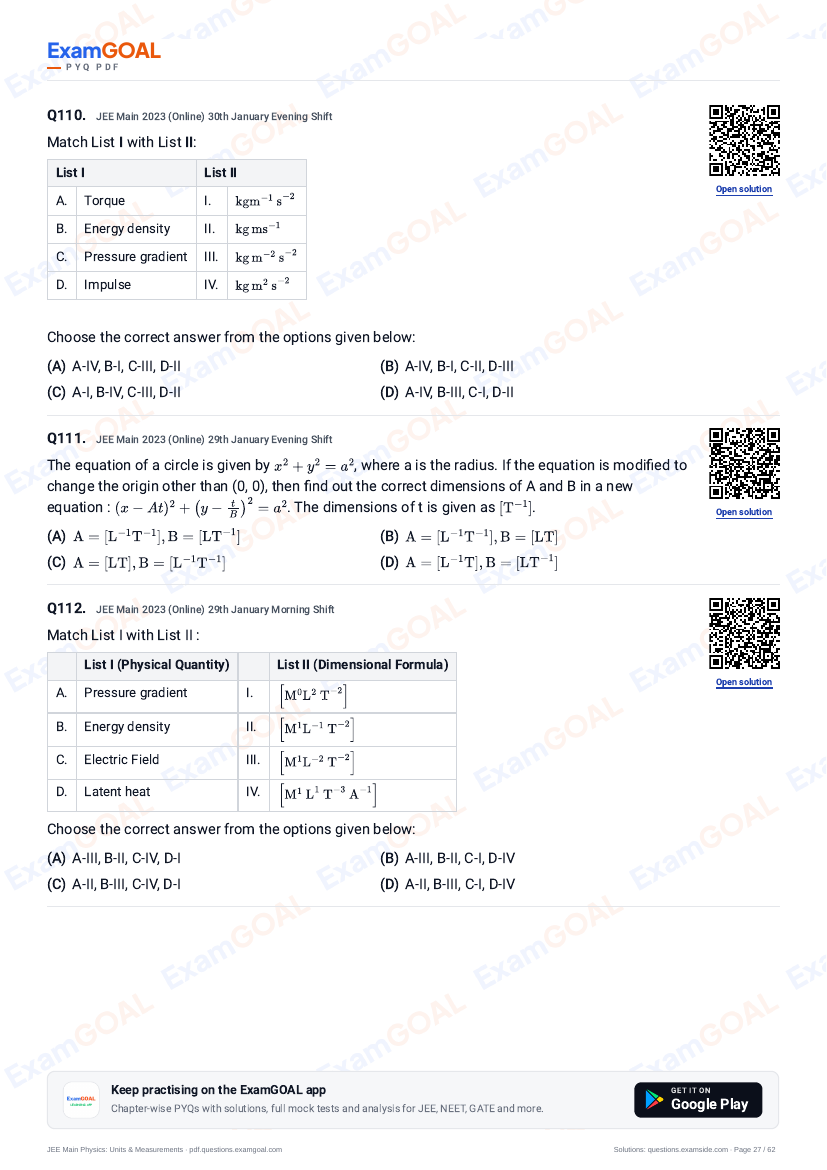 ExamGOAL
PYQ PDF
Q110. JEE Main 2023 (Online) 30th January Evening Shift
Match List I with List II:
List I List II
A. Torque I. kgm⁻¹ s⁻²
B. Energy density II. kg ms⁻¹
C. Pressure gradient III. kg m⁻² s⁻²
D. Impulse IV. kg m² s⁻²
Open solution
Choose the correct answer from the options given below:
(A) A-IV, B-I, C-III, D-II (B) A-IV, B-I, C-II, D-III
(C) A-I, B-IV, C-III, D-II (D) A-IV, B-III, C-I, D-II
Q111. JEE Main 2023 (Online) 29th January Evening Shift
The equation of a circle is given by x² + y² = a², where a is the radius. If the equation is modified to
change the origin other than (0, 0), then find out the correct dimensions of A and B in a new
equation : (x − At)² + (y − t/B)² = a². The dimensions of t is given as [T⁻¹].
Open solution
(A) A = [L⁻¹T⁻¹], B = [LT⁻¹] (B) A = [L⁻¹T⁻¹], B = [LT]
(C) A = [LT], B = [L⁻¹T⁻¹] (D) A = [L⁻¹T], B = [LT⁻¹]
Q112. JEE Main 2023 (Online) 29th January Morning Shift
Match List I with List II :
List I (Physical Quantity) List II (Dimensional Formula)
A. Pressure gradient I. [M⁰L² T⁻²]
B. Energy density II. [M¹L⁻¹ T⁻²]
C. Electric Field III. [M¹L⁻² T⁻²]
D. Latent heat IV. [M¹ L¹ T⁻³ A⁻¹]
Open solution
Choose the correct answer from the options given below:
(A) A-III, B-II, C-IV, D-I (B) A-III, B-II, C-I, D-IV
(C) A-II, B-III, C-IV, D-I (D) A-II, B-III, C-I, D-IV
ExamGOAL
Keep practising on the ExamGOAL app
Chapter-wise PYQs with solutions, full mock tests and analysis for JEE, NEET, GATE and more.
GET IT ON
Google Play
JEE Main Physics: Units & Measurements · pdf.questions.examgoal.com Solutions: questions.examside.com · Page 27 / 62